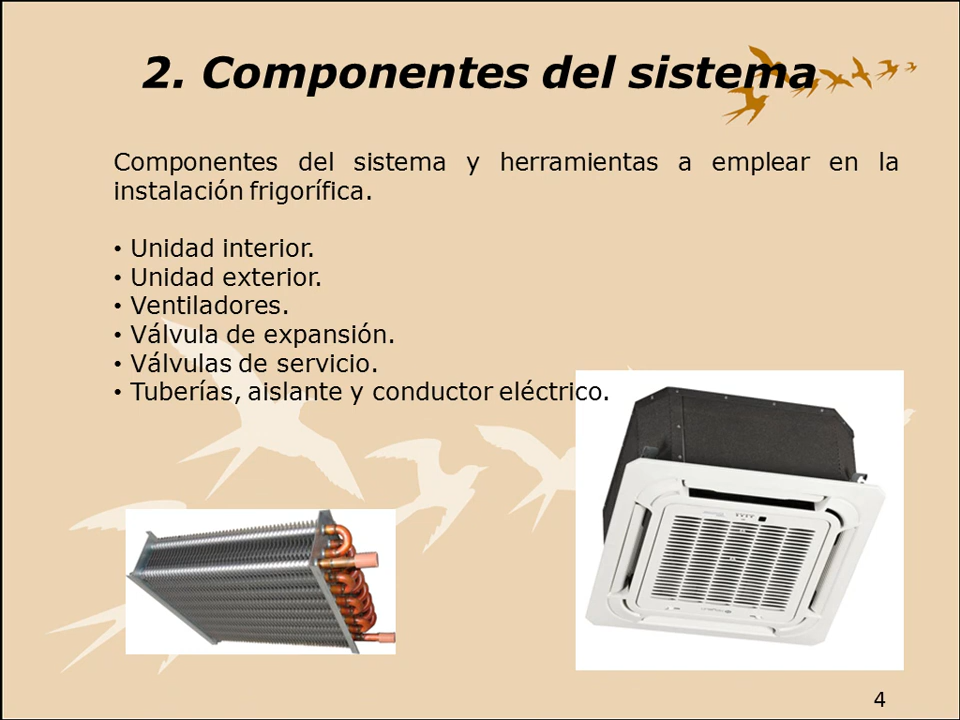 2. Componentes del sistema
Componentes del sistema y herramientas a emplear en la
instalación frigorífica.
• Unidad interior.
• Unidad exterior.
• Ventiladores.
• Válvula de expansión.
• Válvulas de servicio.
• Tuberías, aislante y conductor eléctrico.
4